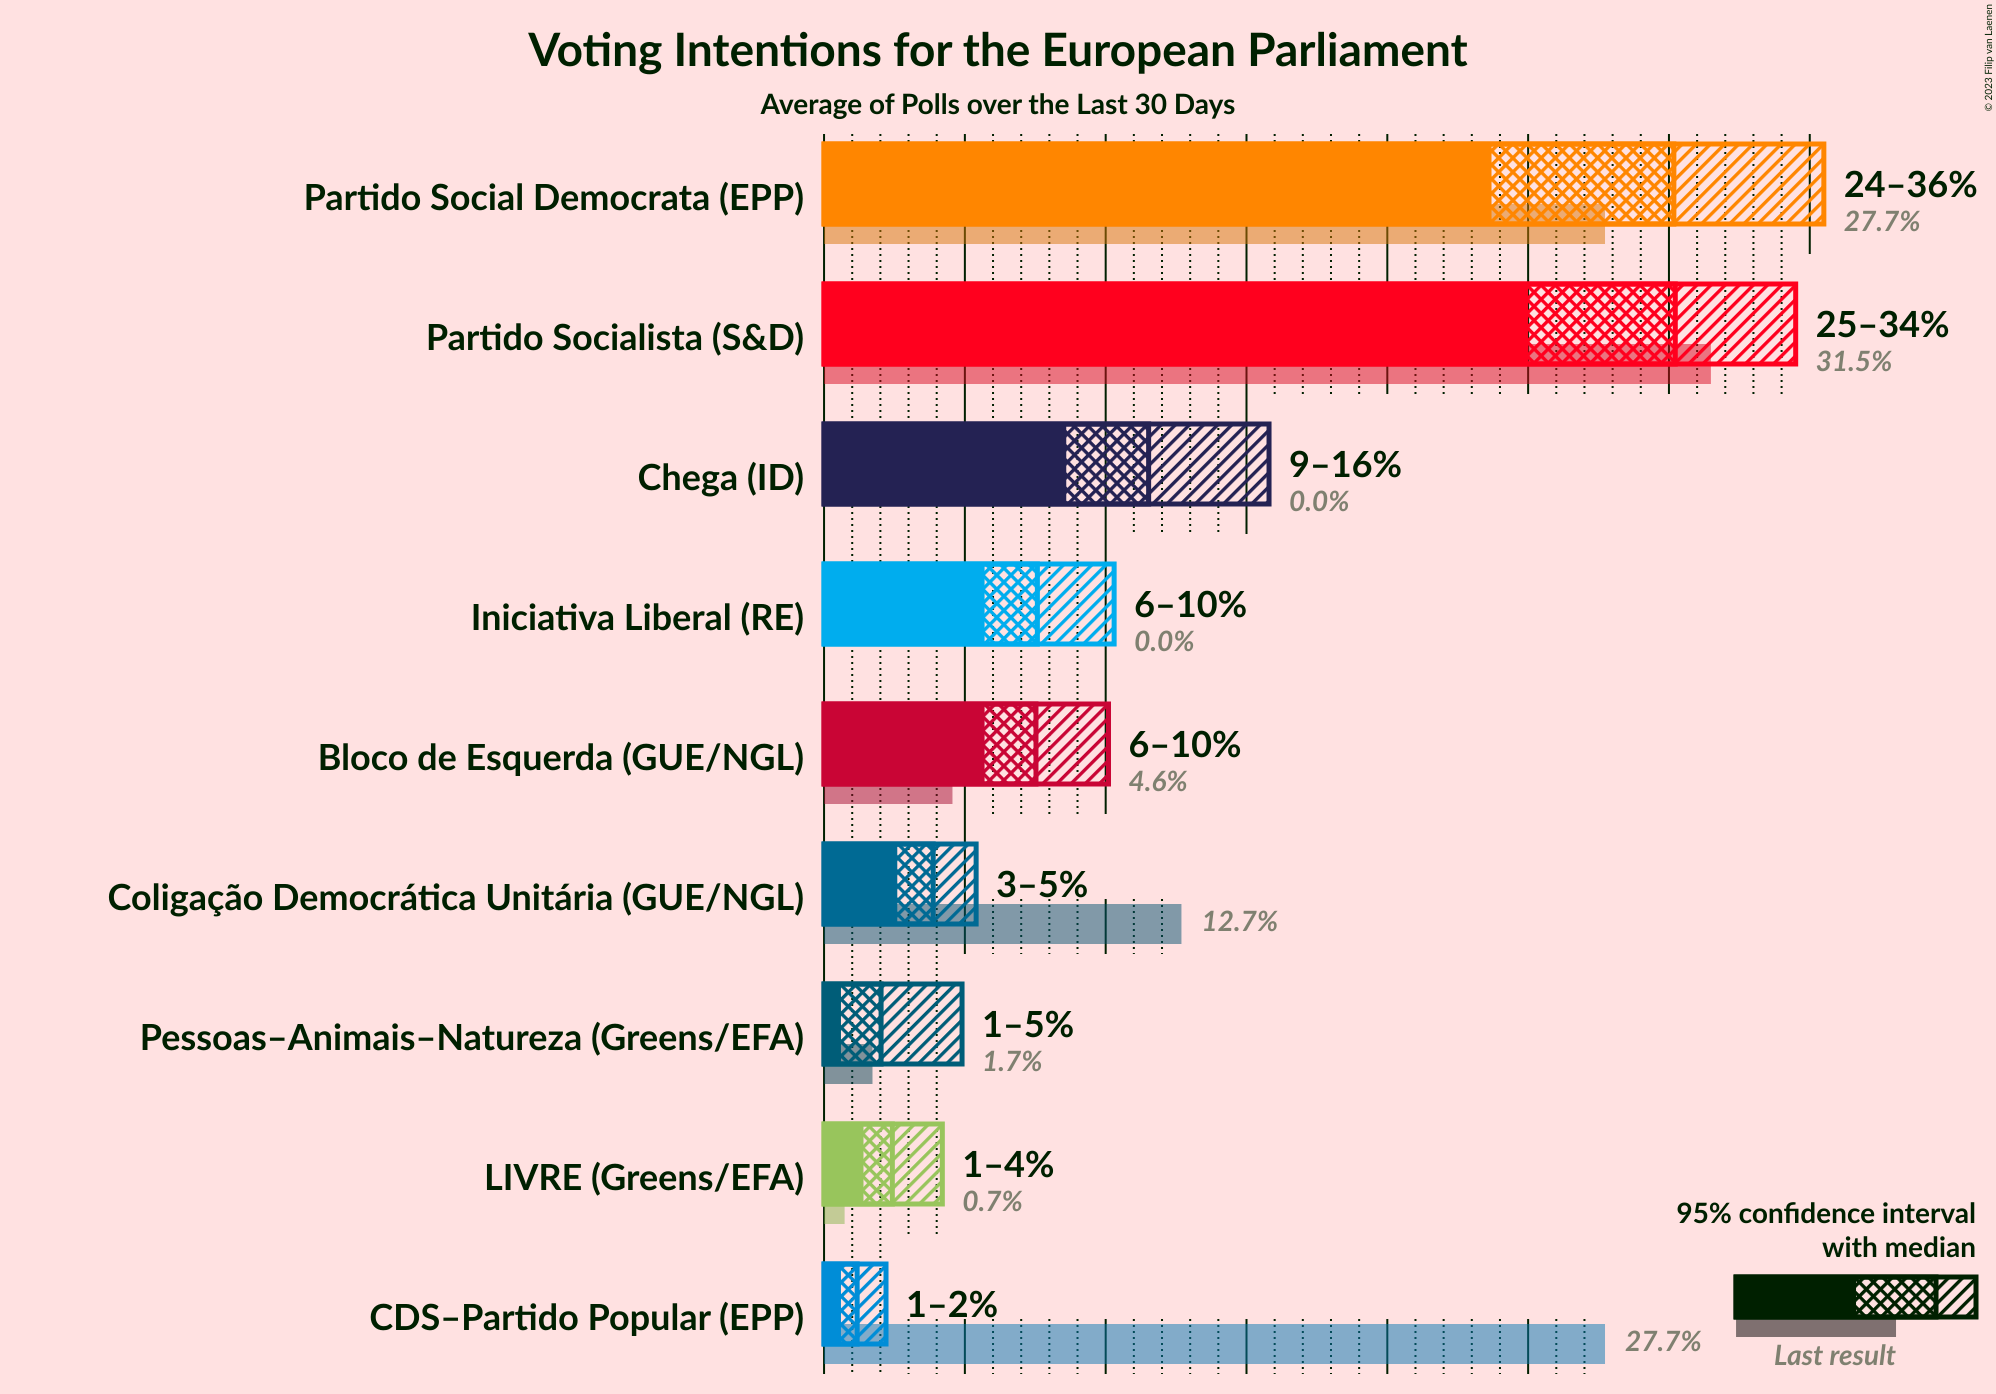 Voting Intentions for the European Parliament
Average of Polls over the Last 30 Days
© 2023 Filip van Laenen
Partido Social Democrata (EPP)
24–36%
27.7%
Partido Socialista (S&D)
25–34%
31.5%
Chega (ID)
9–16%
0.0%
Iniciativa Liberal (RE)
6–10%
0.0%
Bloco de Esquerda (GUE/NGL)
6–10%
4.6%
Coligação Democrática Unitária (GUE/NGL)
3–5%
12.7%
Pessoas–Animais–Natureza (Greens/EFA)
1–5%
1.7%
LIVRE (Greens/EFA)
1–4%
0.7%
CDS–Partido Popular (EPP)
1–2%
27.7%
95% confidence interval
with median
Last result